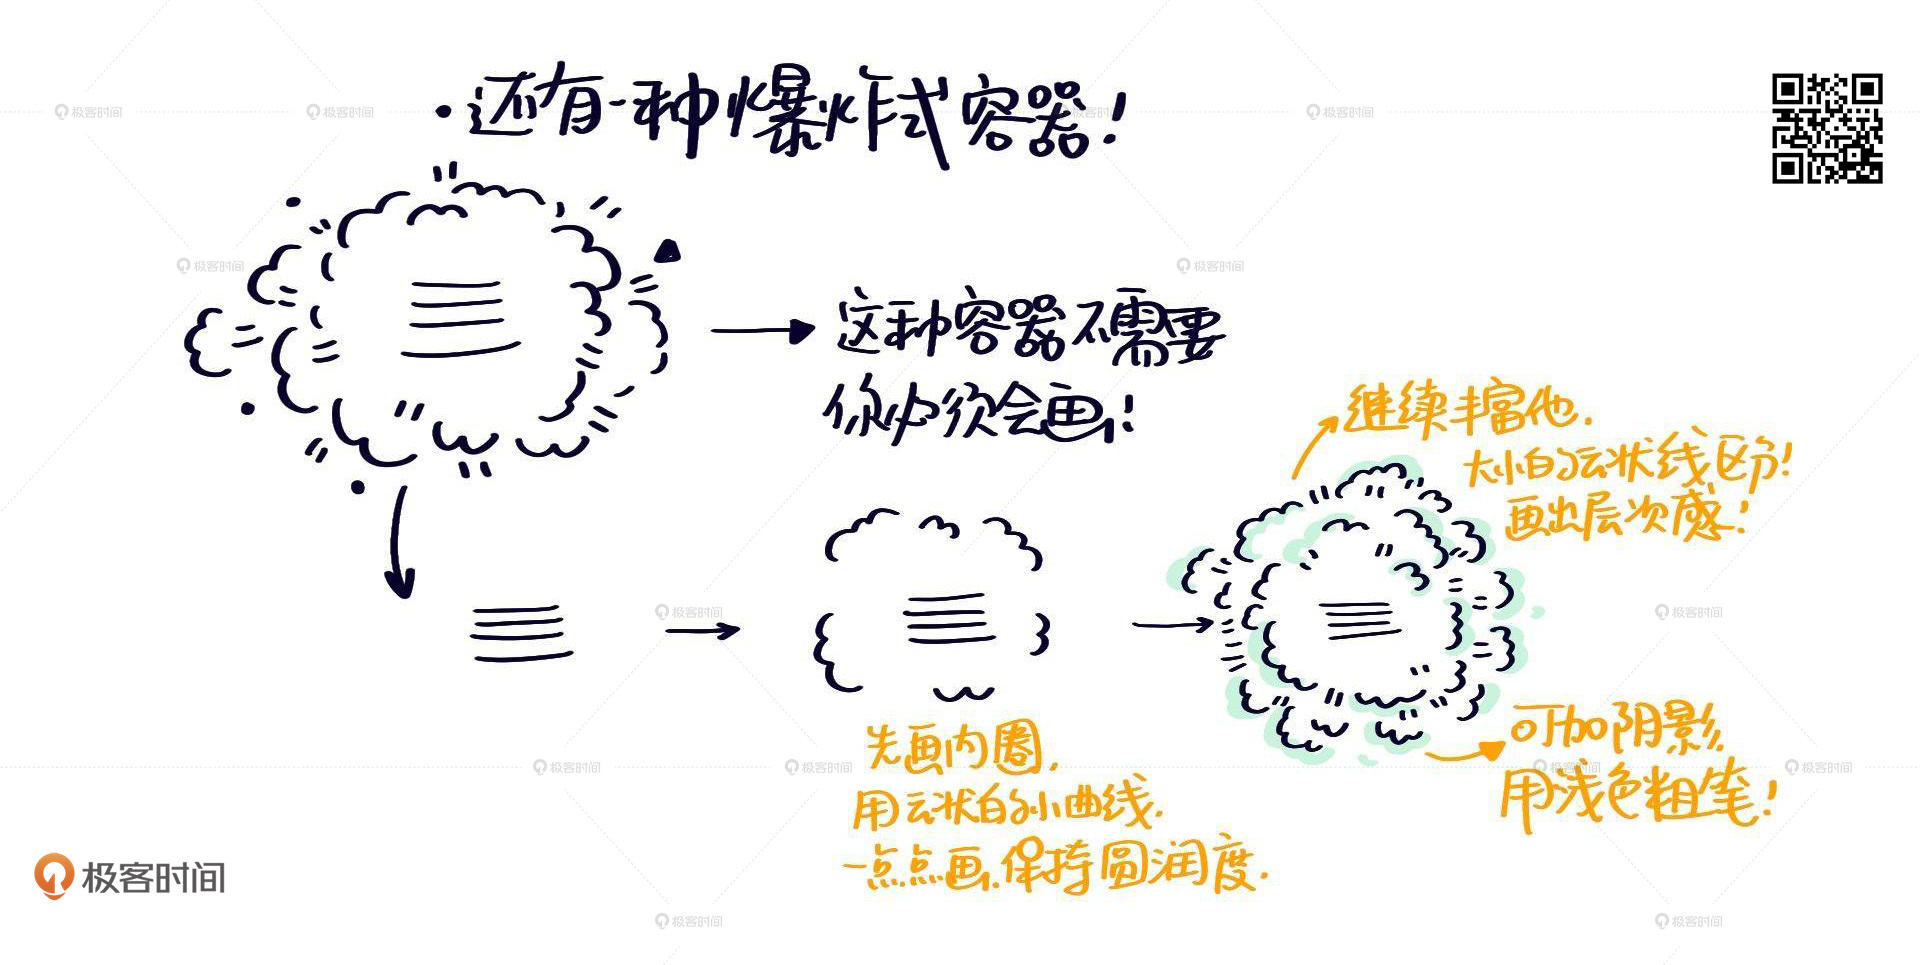 ·还有一种爆炸式容器!
这种容器不需要
你必须会画!
继续丰富他.
大小的云状线区分!
画出层次感!
先画内圈,
用云状的小曲线.
一点点画.保持圆润度.
可加阴影,
用浅色粗笔!
极客时间